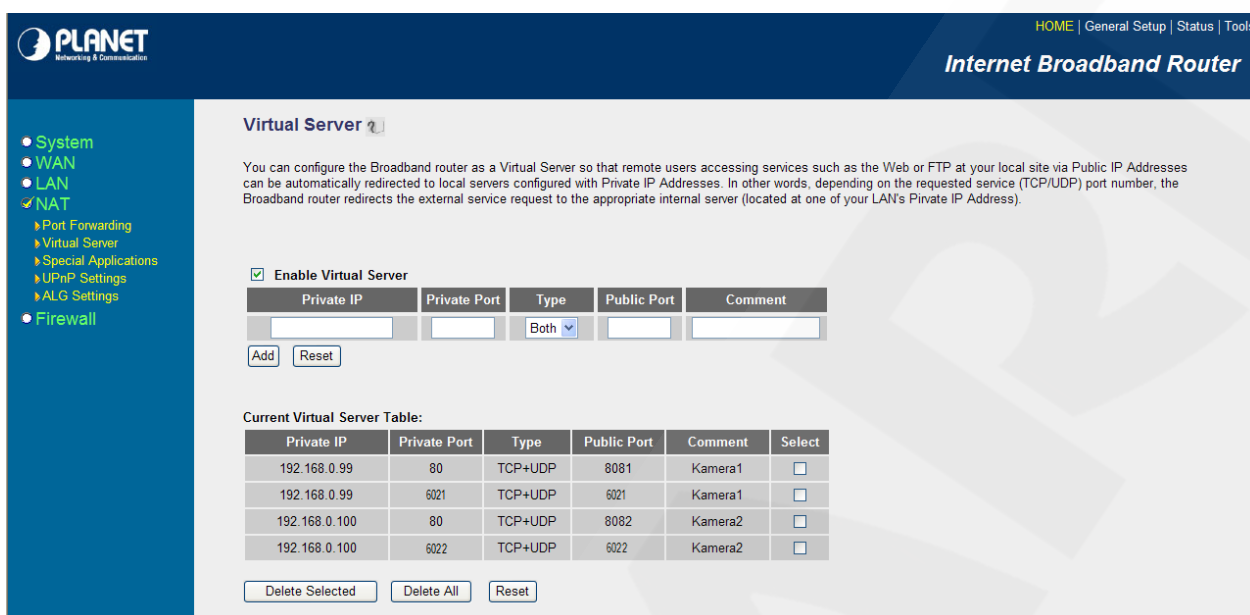 PLANET
Networking & Communication
HOME | General Setup | Status | Tools
Internet Broadband Router
System
WAN
LAN
NAT
Port Forwarding
Virtual Server
Special Applications
UPnP Settings
ALG Settings
Firewall
Virtual Server
You can configure the Broadband router as a Virtual Server so that remote users accessing services such as the Web or FTP at your local site via Public IP Addresses
can be automatically redirected to local servers configured with Private IP Addresses. In other words, depending on the requested service (TCP/UDP) port number, the
Broadband router redirects the external service request to the appropriate internal server (located at one of your LAN's Pirivate IP Address).
Enable Virtual Server
Private IP Private Port Type Public Port Comment
Both
Add Reset
Current Virtual Server Table:
Private IP Private Port Type Public Port Comment Select
192.168.0.99 80 TCP+UDP 8081 Kamera1
192.168.0.99 6021 TCP+UDP 6021 Kamera1
192.168.0.100 80 TCP+UDP 8082 Kamera2
192.168.0.100 6022 TCP+UDP 6022 Kamera2
Delete Selected Delete All Reset